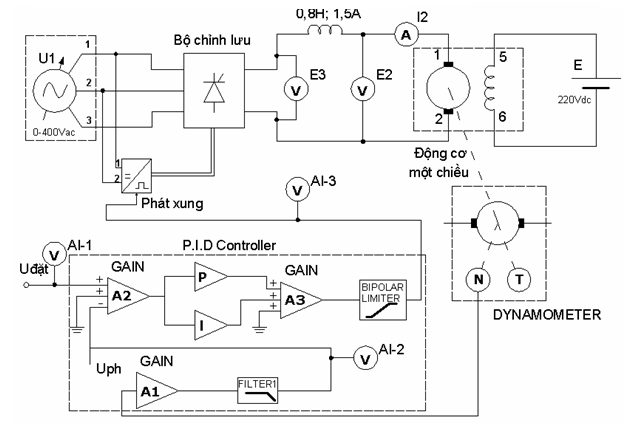 0,8H; 1,5A
I2
U1
1
2
3
0-400Vac
Bộ chỉnh lưu
V
E3
V
E2
A
1
2
5
6
E
220Vdc
Động cơ
một chiều
1
2
=
Phát xung
AI-3
V
λ
N
T
DYNAMOMETER
AI-1
V
Uđặt
P.I.D Controller
GAIN
+
+
-
A2
P
I
GAIN
+
+
+
A3
BIPOLAR
LIMITER
Uph
GAIN
A1
FILTER1
V
AI-2